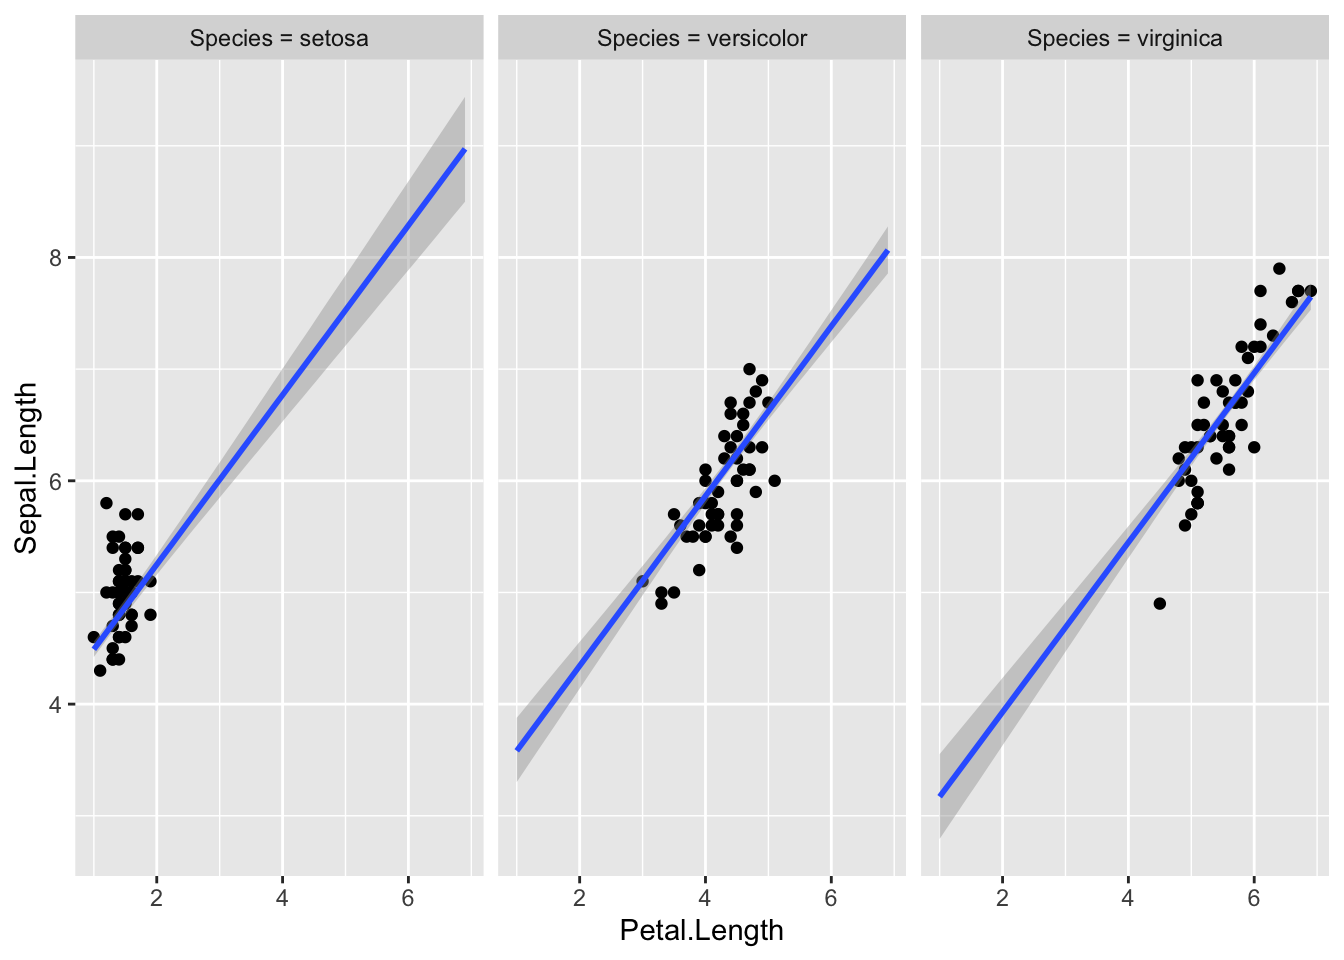 Species = setosa
Species = versicolor
Species = virginica
Sepal.Length
8
6
4
2 4 6
2 4 6
2 4 6
Petal.Length